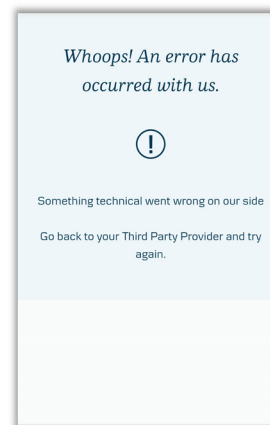 Whoops! An error has
occurred with us.
Something technical went wrong on our side
Go back to your Third Party Provider and try
again.